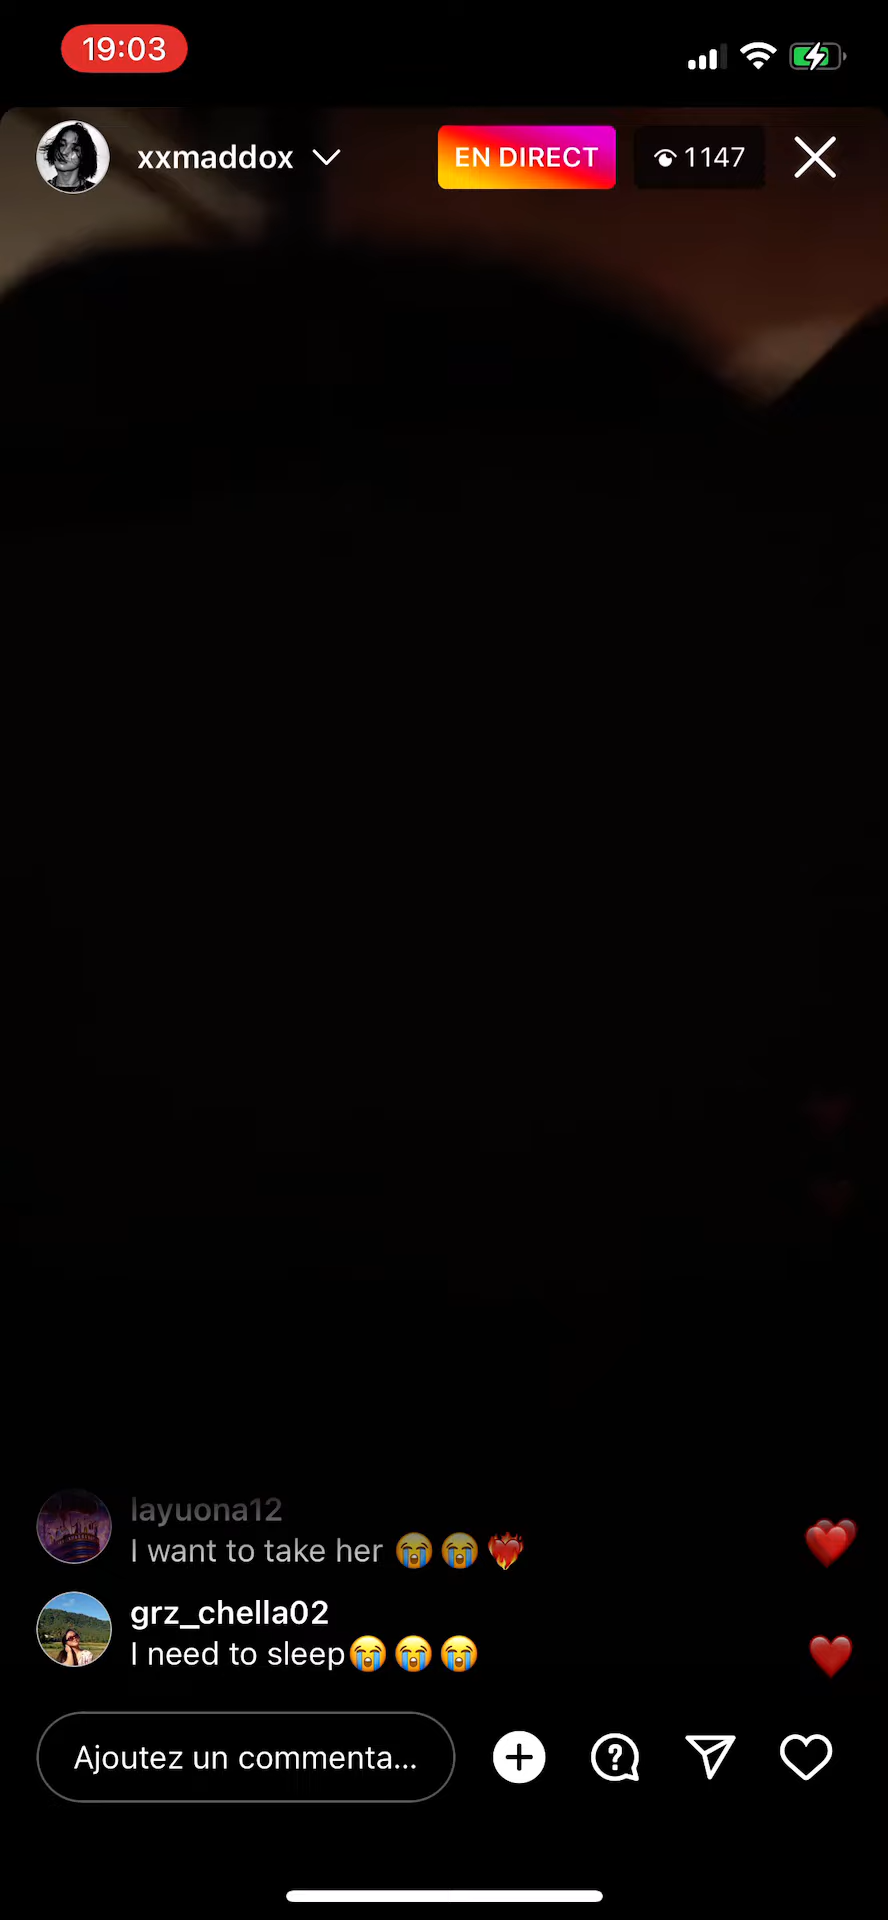 19:03
xxmaddox
EN DIRECT
1147
layuona12
I want to take her 😭😭❤️‍🔥
grz_chella02
I need to sleep😭😭😭
Ajoutez un commenta...